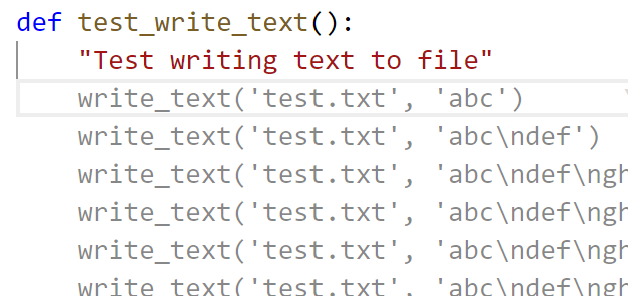 def test_write_text():
"Test writing text to file"
write_text('test.txt', 'abc')
write_text('test.txt', 'abc\ndef')
write_text('test.txt', 'abc\ndef\ngh
write_text('test.txt', 'abc\ndef\ngh
write_text('test.txt', 'abc\ndef\ngh
write_text('test.txt', 'abc\ndef\ngh